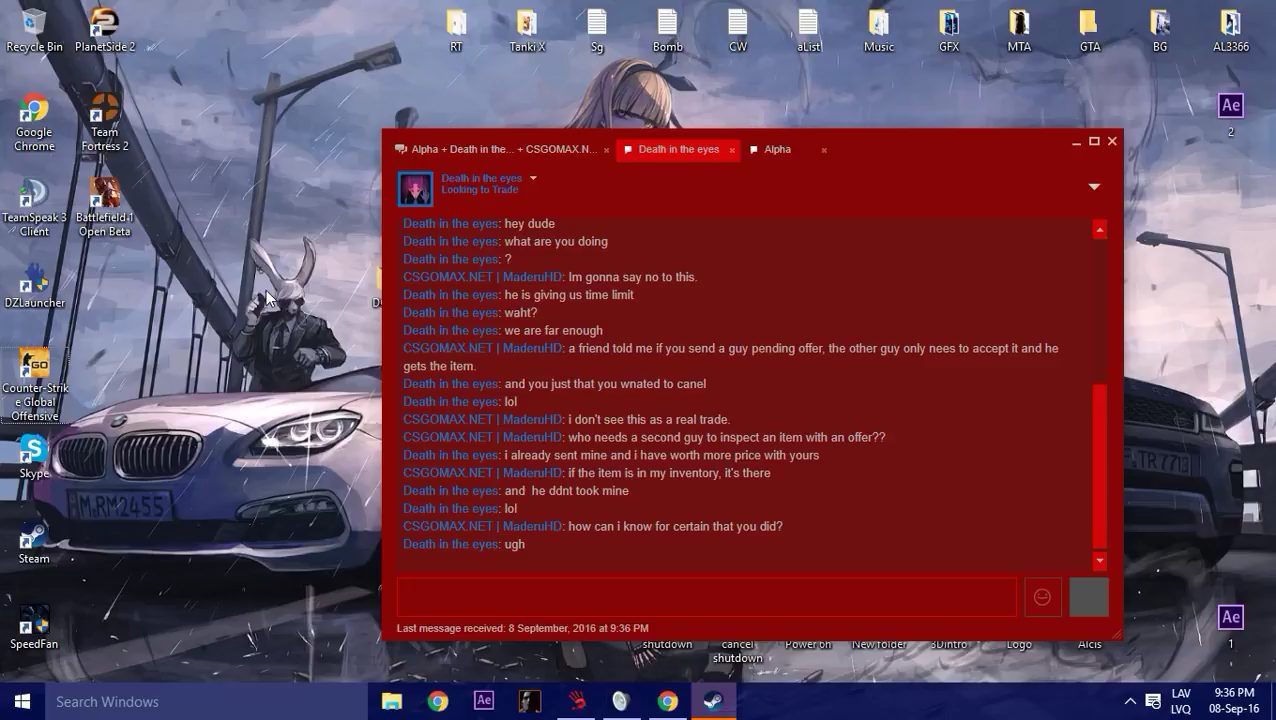 Recycle Bin
PlanetSide 2
RT
Tanki X
Sg
Bomb
CW
aList
Music
GFX
MTA
GTA
BG
AL3366
Google
Chrome
Team
Fortress 2
2
TeamSpeak 3
Client
Battlefield 1
Open Beta
DZLauncher
Counter-Strik
e Global
Offensive
Skype
Steam
SpeedFan
M:RM2455
LTR 7713
Alpha + Death in the... + CSGOMAX.N...
Death in the eyes
Alpha
Death in the eyes
Looking to Trade
Death in the eyes: hey dude
Death in the eyes: what are you doing
Death in the eyes: ?
CSGOMAX.NET | MaderuHD: Im gonna say no to this.
Death in the eyes: he is giving us time limit
Death in the eyes: waht?
Death in the eyes: we are far enough
CSGOMAX.NET | MaderuHD: a friend told me if you send a guy pending offer, the other guy only nees to accept it and he
gets the item.
Death in the eyes: and you just that you wnated to canel
Death in the eyes: lol
CSGOMAX.NET | MaderuHD: i don't see this as a real trade.
CSGOMAX.NET | MaderuHD: who needs a second guy to inspect an item with an offer??
Death in the eyes: i already sent mine and i have worth more price with yours
CSGOMAX.NET | MaderuHD: if the item is in my inventory, it's there
Death in the eyes: and  he ddnt took mine
Death in the eyes: lol
CSGOMAX.NET | MaderuHD: how can i know for certain that you did?
Death in the eyes: ugh
Last message received: 8 September, 2016 at 9:36 PM
shutdown
cancel
shutdown
Power on
New folder
3Dintro
Logo
Alcis
1
Search Windows
LAV
LVQ
9:36 PM
08-Sep-16